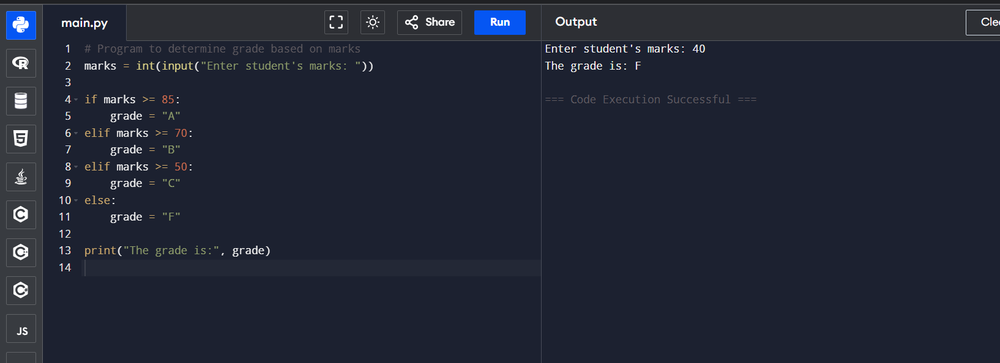 main.py
Share
Run
Output
Clea
1 # Program to determine grade based on marks
2 marks = int(input("Enter student's marks: "))
3
4 if marks >= 85:
5     grade = "A"
6 elif marks >= 70:
7     grade = "B"
8 elif marks >= 50:
9     grade = "C"
10 else:
11     grade = "F"
12
13 print("The grade is:", grade)
14
Enter student's marks: 40
The grade is: F
=== Code Execution Successful ===
R
5
C
C++
C#
JS